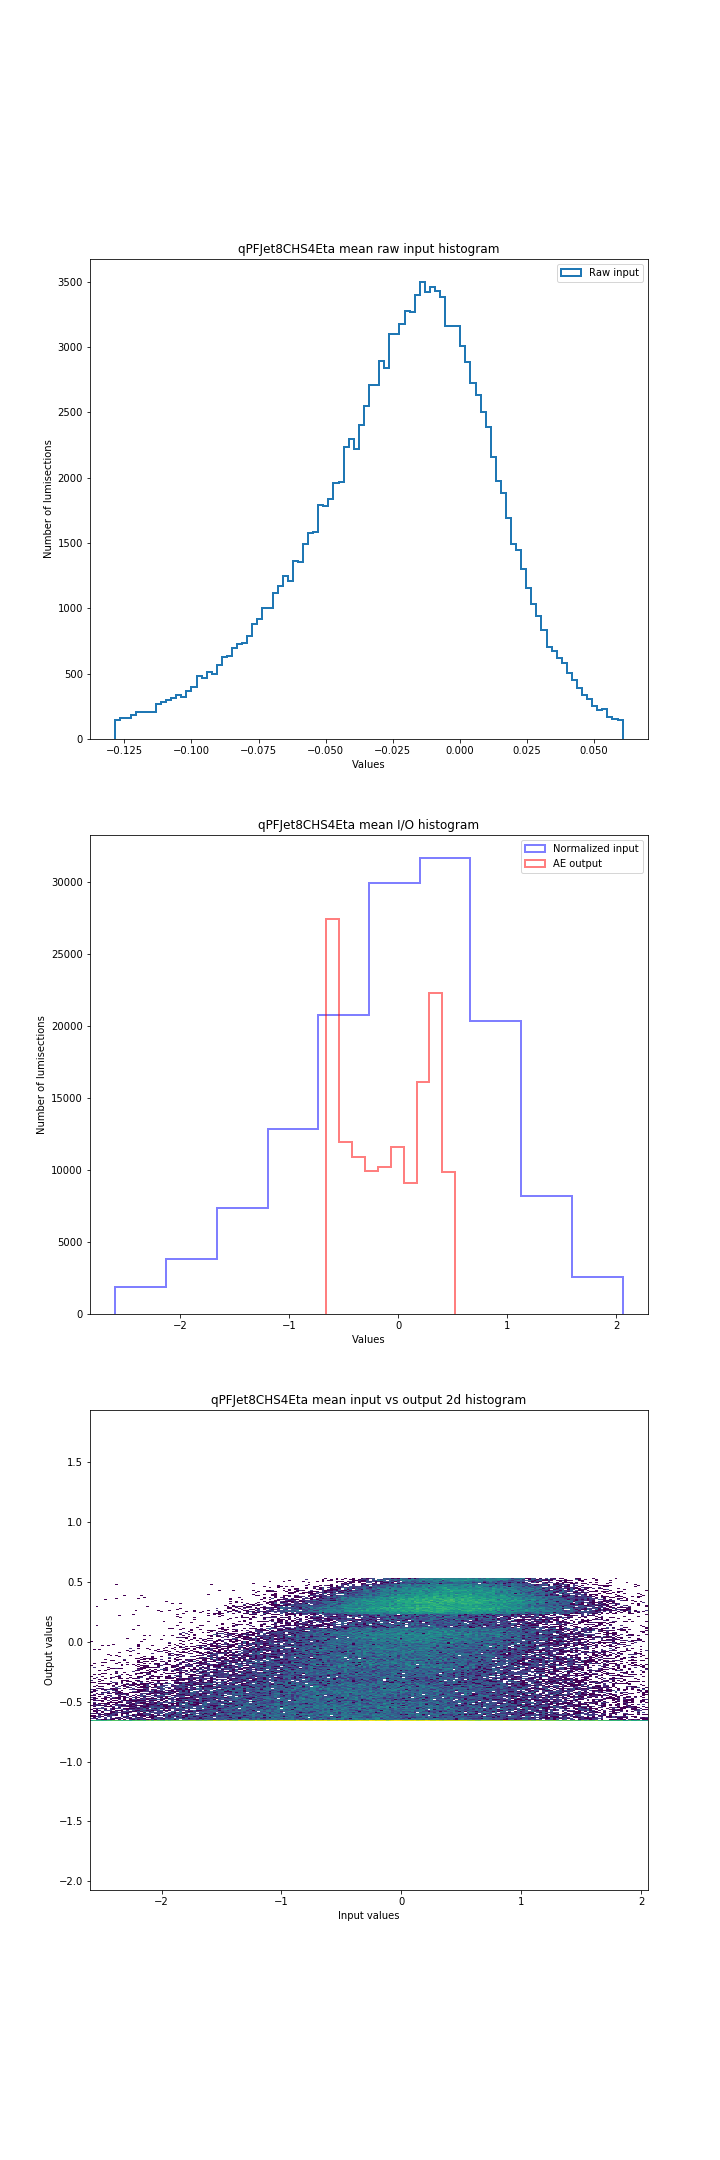 qPFJet8CHS4Eta mean raw input histogram
Raw input
3500
3000
2500
2000
1500
1000
500
0
Number of lumisections
−0.125 −0.100 −0.075 −0.050 −0.025 0.000 0.025 0.050
Values
qPFJet8CHS4Eta mean I/O histogram
Normalized input
AE output
30000
25000
20000
15000
10000
5000
0
Number of lumisections
−2 −1 0 1 2
Values
qPFJet8CHS4Eta mean input vs output 2d histogram
1.5
1.0
0.5
0.0
−0.5
−1.0
−1.5
−2.0
Output values
−2 −1 0 1 2
Input values